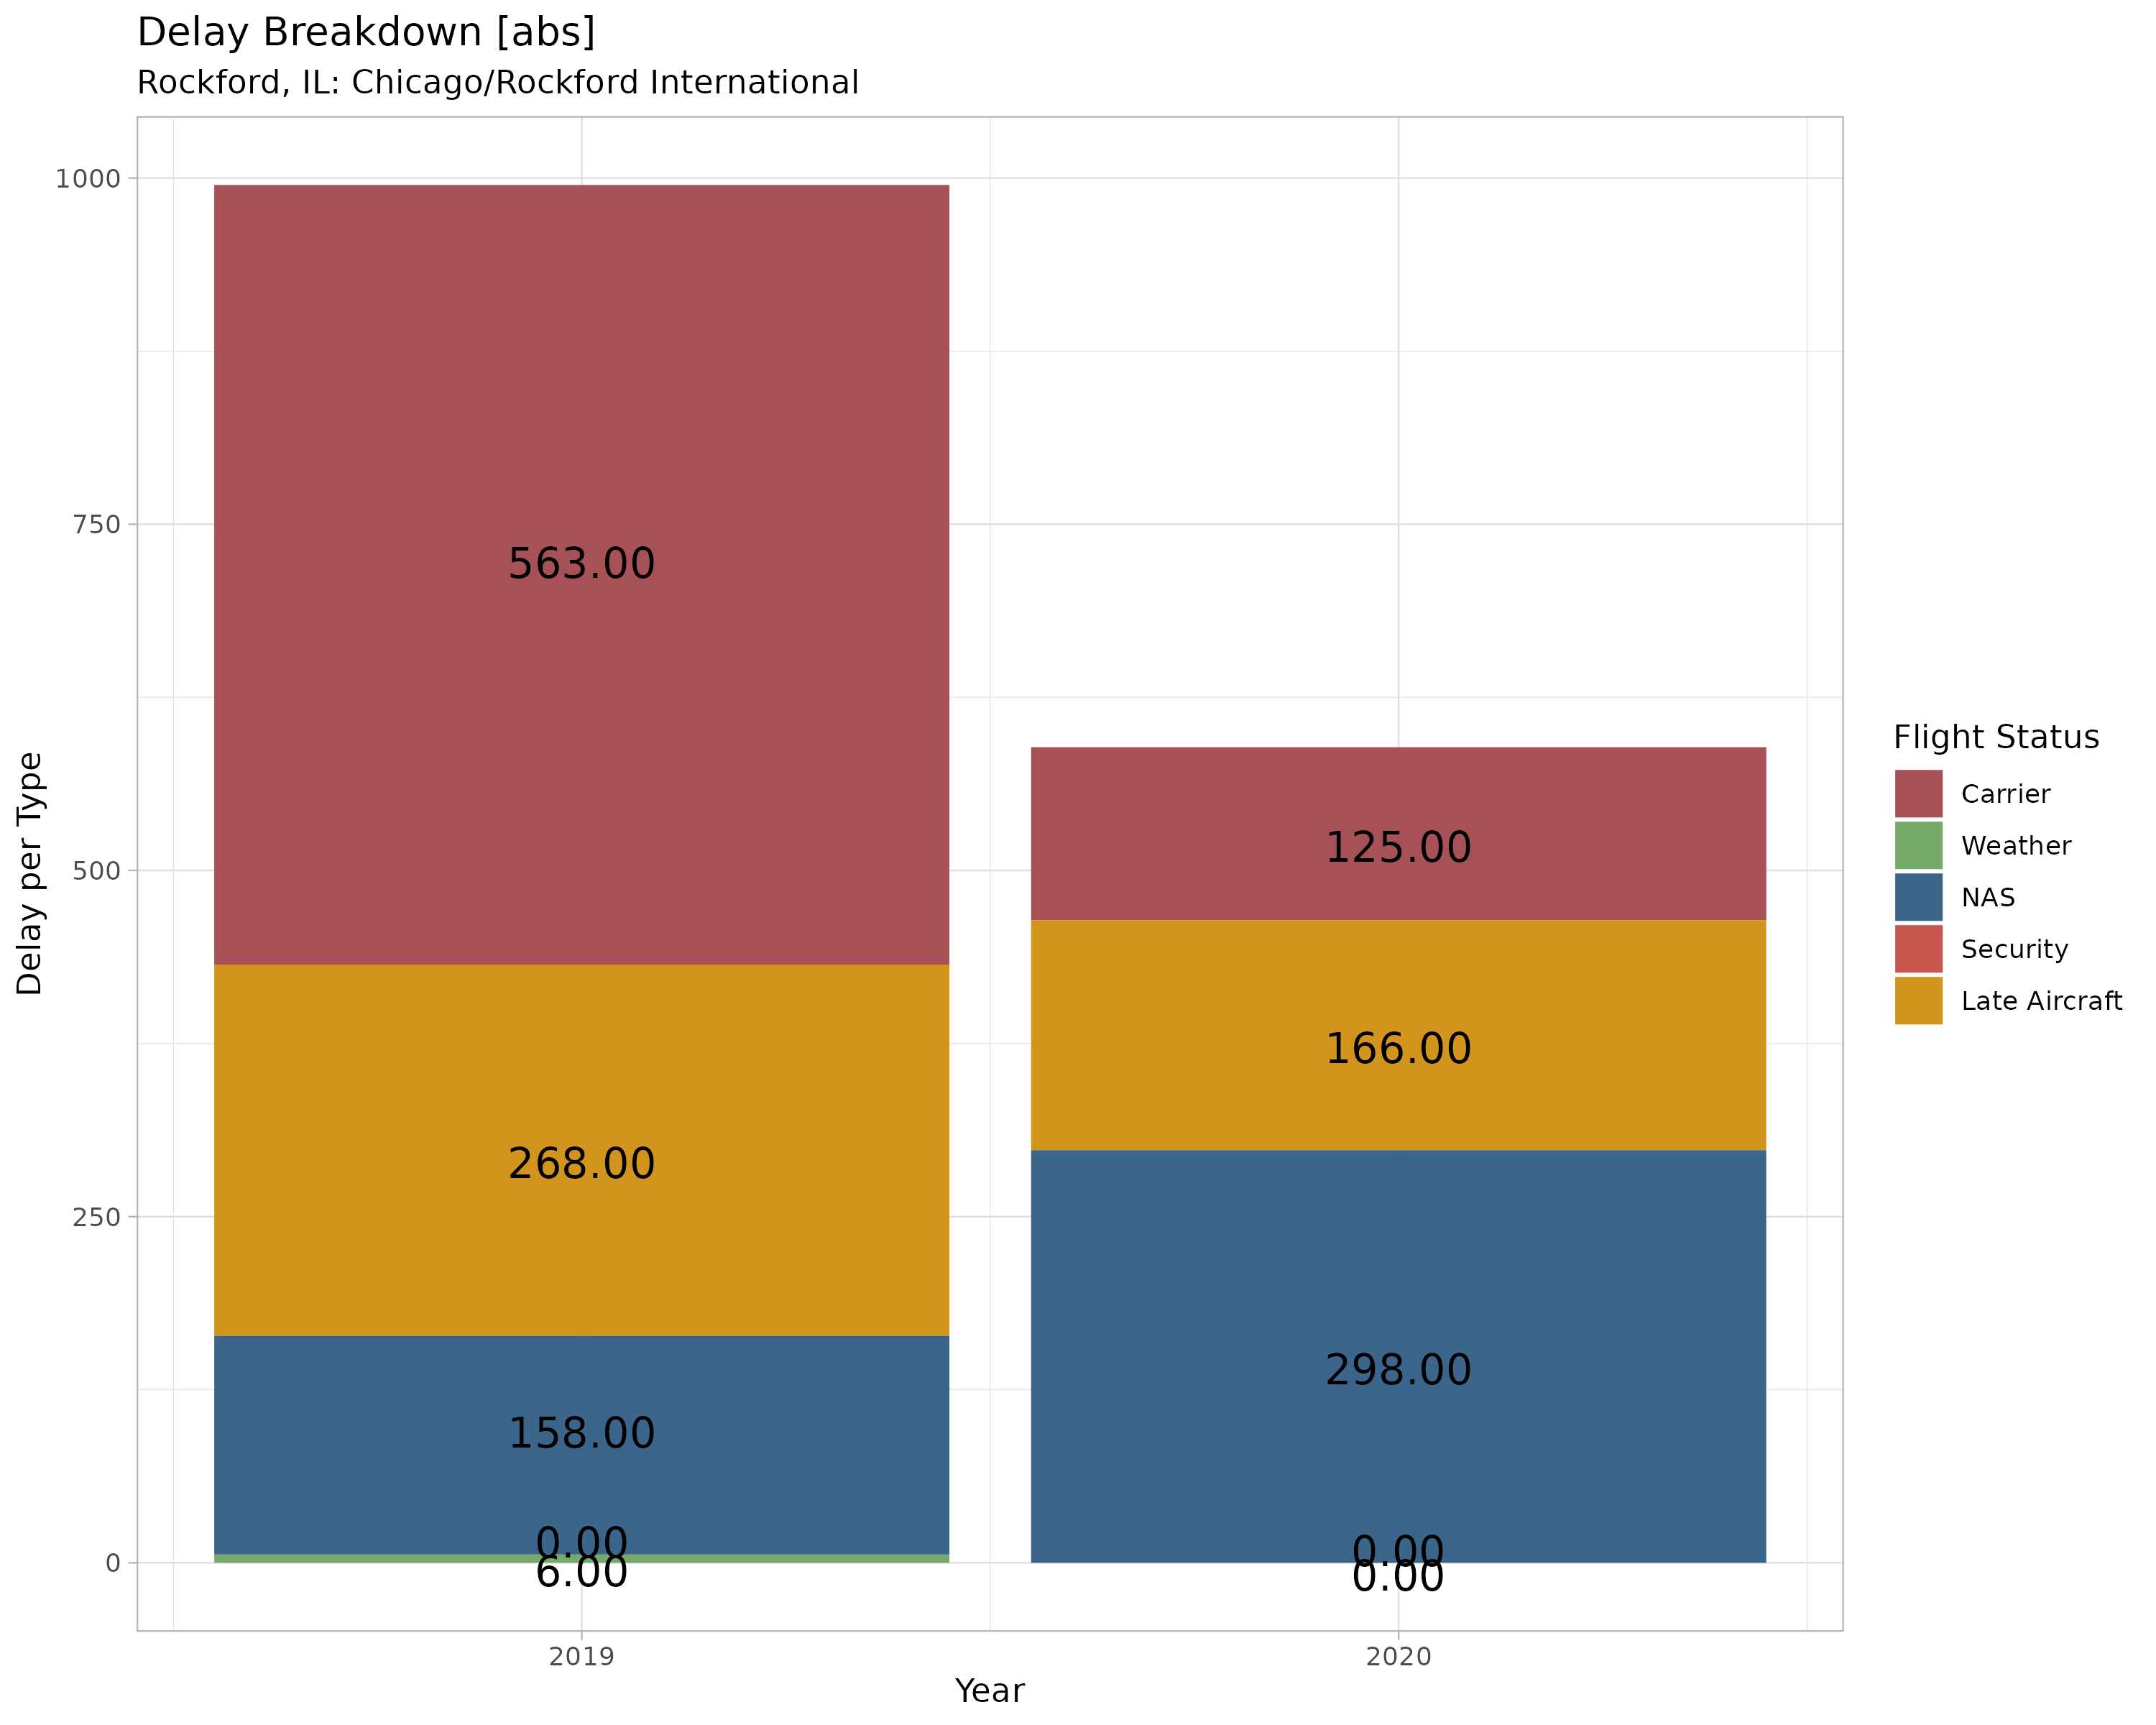 Delay Breakdown [abs]
Rockford, IL: Chicago/Rockford International
1000
750
500
250
0
Delay per Type
563.00
268.00
158.00
0.00
6.00
125.00
166.00
298.00
0.00
0.00
2019
2020
Year
Flight Status
Carrier
Weather
NAS
Security
Late Aircraft